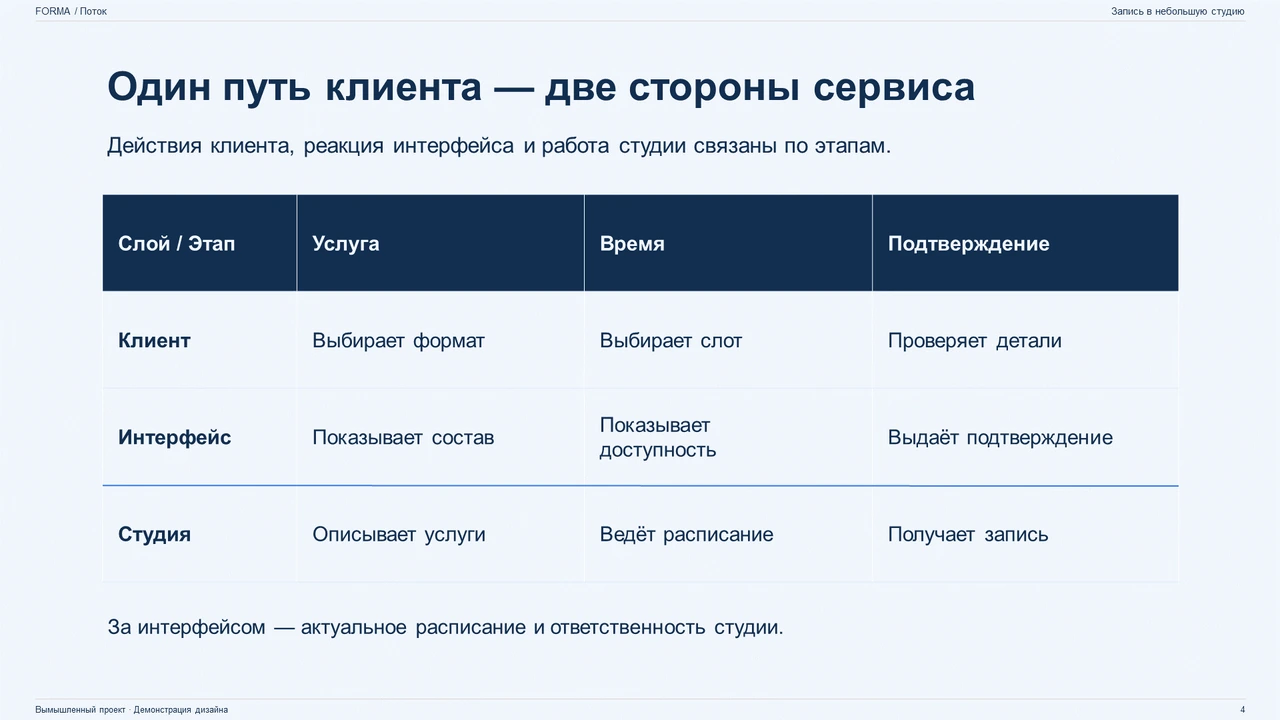 FORMA / Поток
Запись в небольшую студию
Один путь клиента — две стороны сервиса
Действия клиента, реакция интерфейса и работа студии связаны по этапам.
Слой / Этап
Услуга
Время
Подтверждение
Клиент
Выбирает формат
Выбирает слот
Проверяет детали
Интерфейс
Показывает состав
Показывает
доступность
Выдаёт подтверждение
Студия
Описывает услуги
Ведёт расписание
Получает запись
За интерфейсом — актуальное расписание и ответственность студии.
Вымышленный проект · Демонстрация дизайна
4